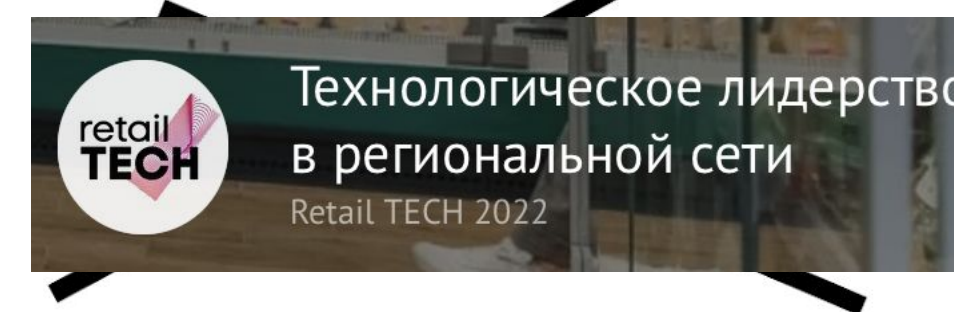 retail
TECH
Технологическое лидерство
в региональной сети
Retail TECH 2022